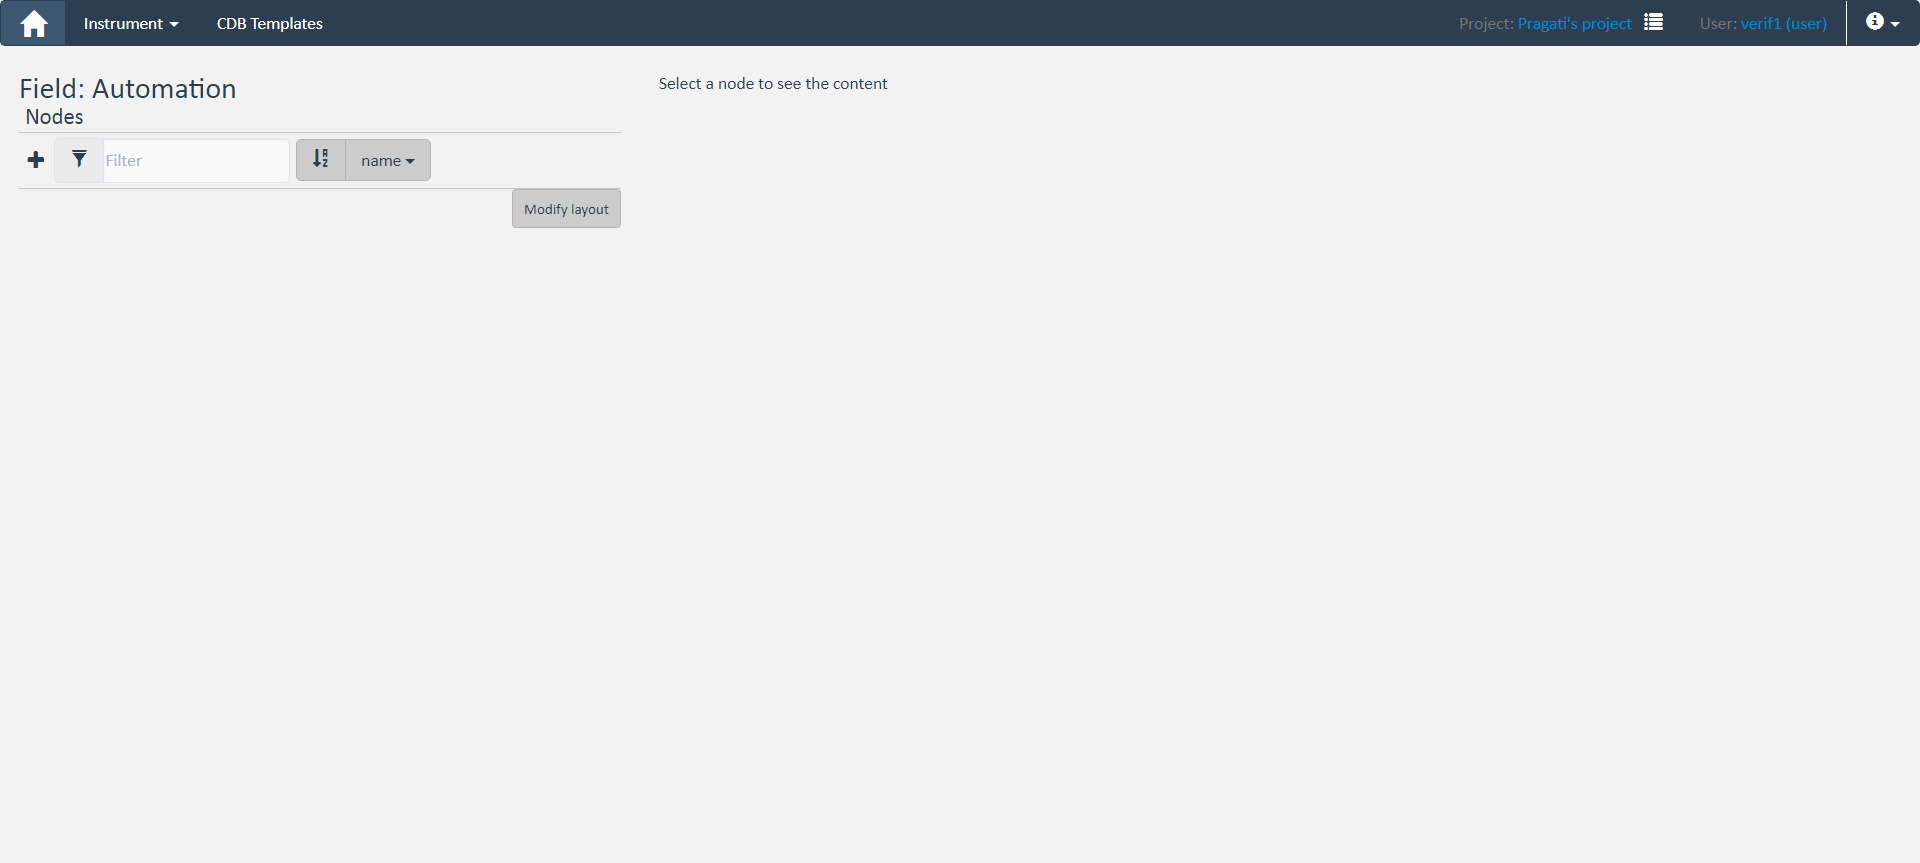 Instrument
CDB Templates
Project: Pragati's project
User: verif1 (user)
Field: Automation
Nodes
Filter
name
Modify layout
Select a node to see the content